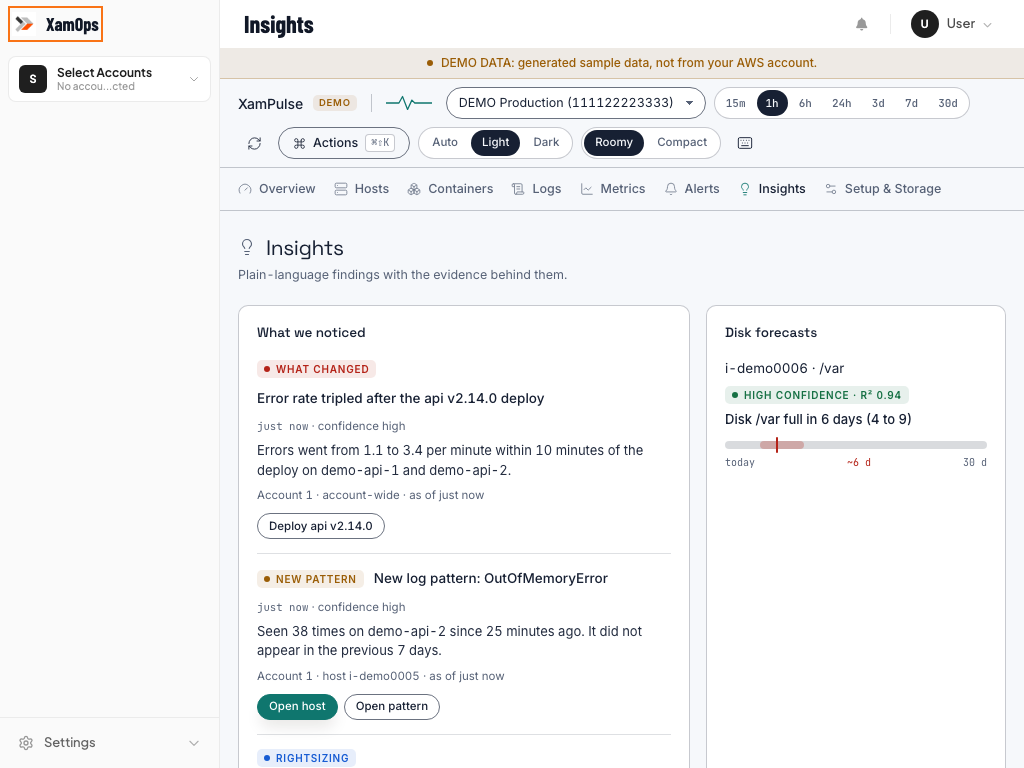 XamOps
Insights
U
User
S
Select Accounts
No accou...cted
DEMO DATA: generated sample data, not from your AWS account.
XamPulse
DEMO
DEMO Production (111122223333)
15m 1h 6h 24h 3d 7d 30d
⌘ Actions ⌘⇧K
Auto Light Dark
Roomy Compact
Overview Hosts Containers Logs Metrics Alerts Insights Setup & Storage
Insights
Plain-language findings with the evidence behind them.
What we noticed
WHAT CHANGED
Error rate tripled after the api v2.14.0 deploy
just now · confidence high
Errors went from 1.1 to 3.4 per minute within 10 minutes of the
deploy on demo-api-1 and demo-api-2.
Account 1 · account-wide · as of just now
Deploy api v2.14.0
NEW PATTERN New log pattern: OutOfMemoryError
just now · confidence high
Seen 38 times on demo-api-2 since 25 minutes ago. It did not
appear in the previous 7 days.
Account 1 · host i-demo0005 · as of just now
Open host Open pattern
RIGHTSIZING
Disk forecasts
i-demo0006 · /var
HIGH CONFIDENCE · R² 0.94
Disk /var full in 6 days (4 to 9)
today ~6 d 30 d
Settings